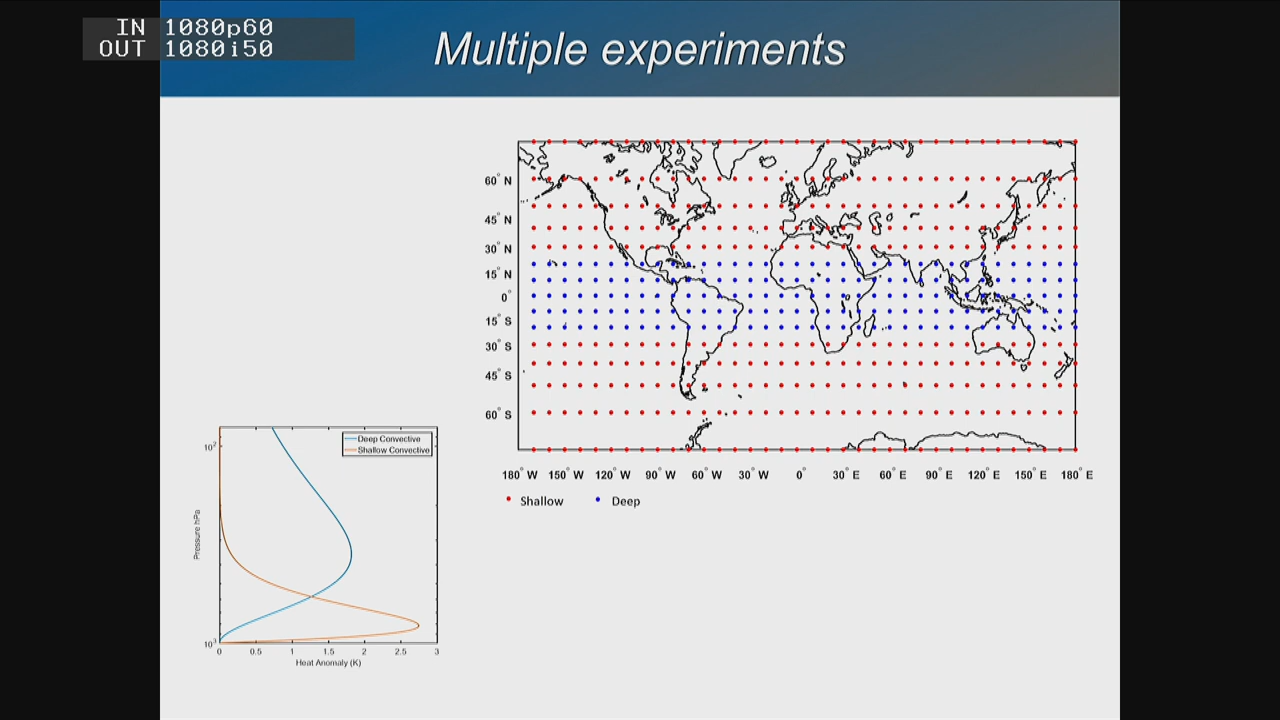 IN 1080p60
OUT 1080i50
Multiple experiments
60° N
45° N
30° N
15° N
0°
15° S
30° S
45° S
60° S
180° W 150° W 120° W 90° W 60° W 30° W 0° 30° E 60° E 90° E 120° E 150° E 180° E
Shallow Deep
Deep Convective
Shallow Convective
10²
Pressure hPa
10³
0 0.5 1 1.5 2 2.5 3
Heat Anomaly (K)